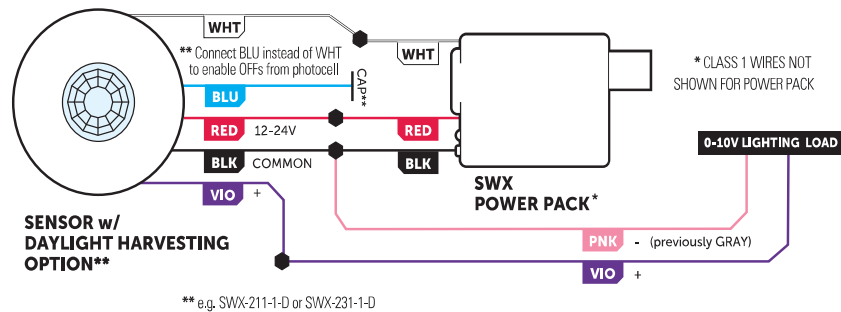 WHT
** Connect BLU instead of WHT
to enable OFFs from photocell
WHT
CAP**
BLU
RED 12-24V
RED
BLK COMMON
BLK
VIO +
* CLASS 1 WIRES NOT
SHOWN FOR POWER PACK
0-10V LIGHTING LOAD
SWX
POWER PACK*
SENSOR w/
DAYLIGHT HARVESTING
OPTION**
PNK - (previously GRAY)
VIO +
** e.g. SWX-211-1-D or SWX-231-1-D